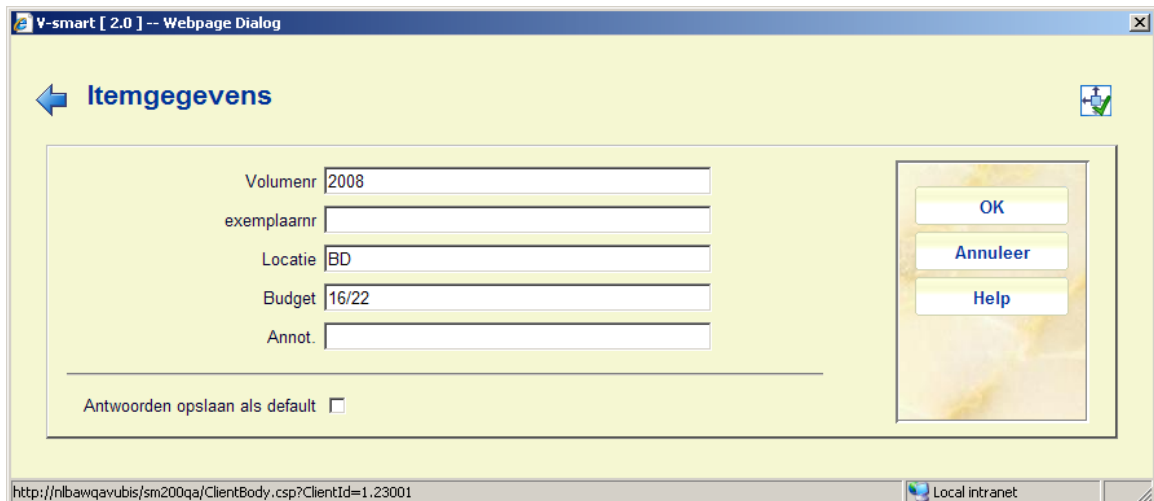 V-smart [ 2.0 ] -- Webpage Dialog
Itemgegevens
Volumenr 2008
exemplaarnr
Locatie BD
Budget 16/22
Annot.
Antwoorden opslaan als default
OK
Annuleer
Help
http://nlbawqavubis/sm200qa/ClientBody.csp?ClientId=1.23001
Local intranet